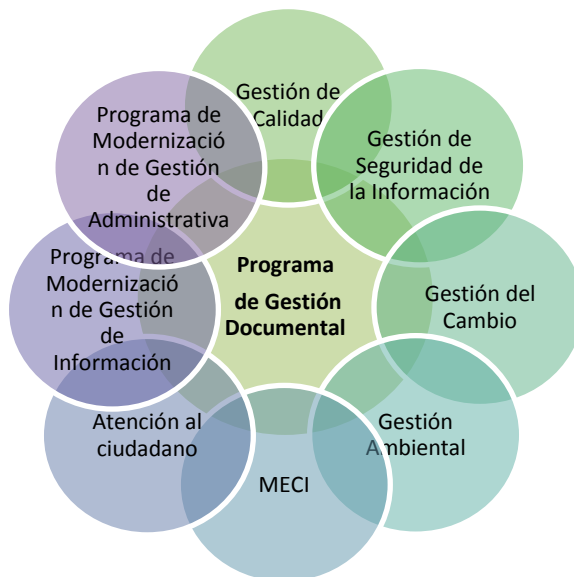 Gestión de
Calidad
Gestión de
Seguridad de
la Información
Gestión del
Cambio
Gestión
Ambiental
MECI
Atención al
ciudadano
Programa de
Modernizació
n de Gestión
de
Información
Programa de
Modernizació
n de Gestión
de
Administrativa
Programa
de Gestión
Documental